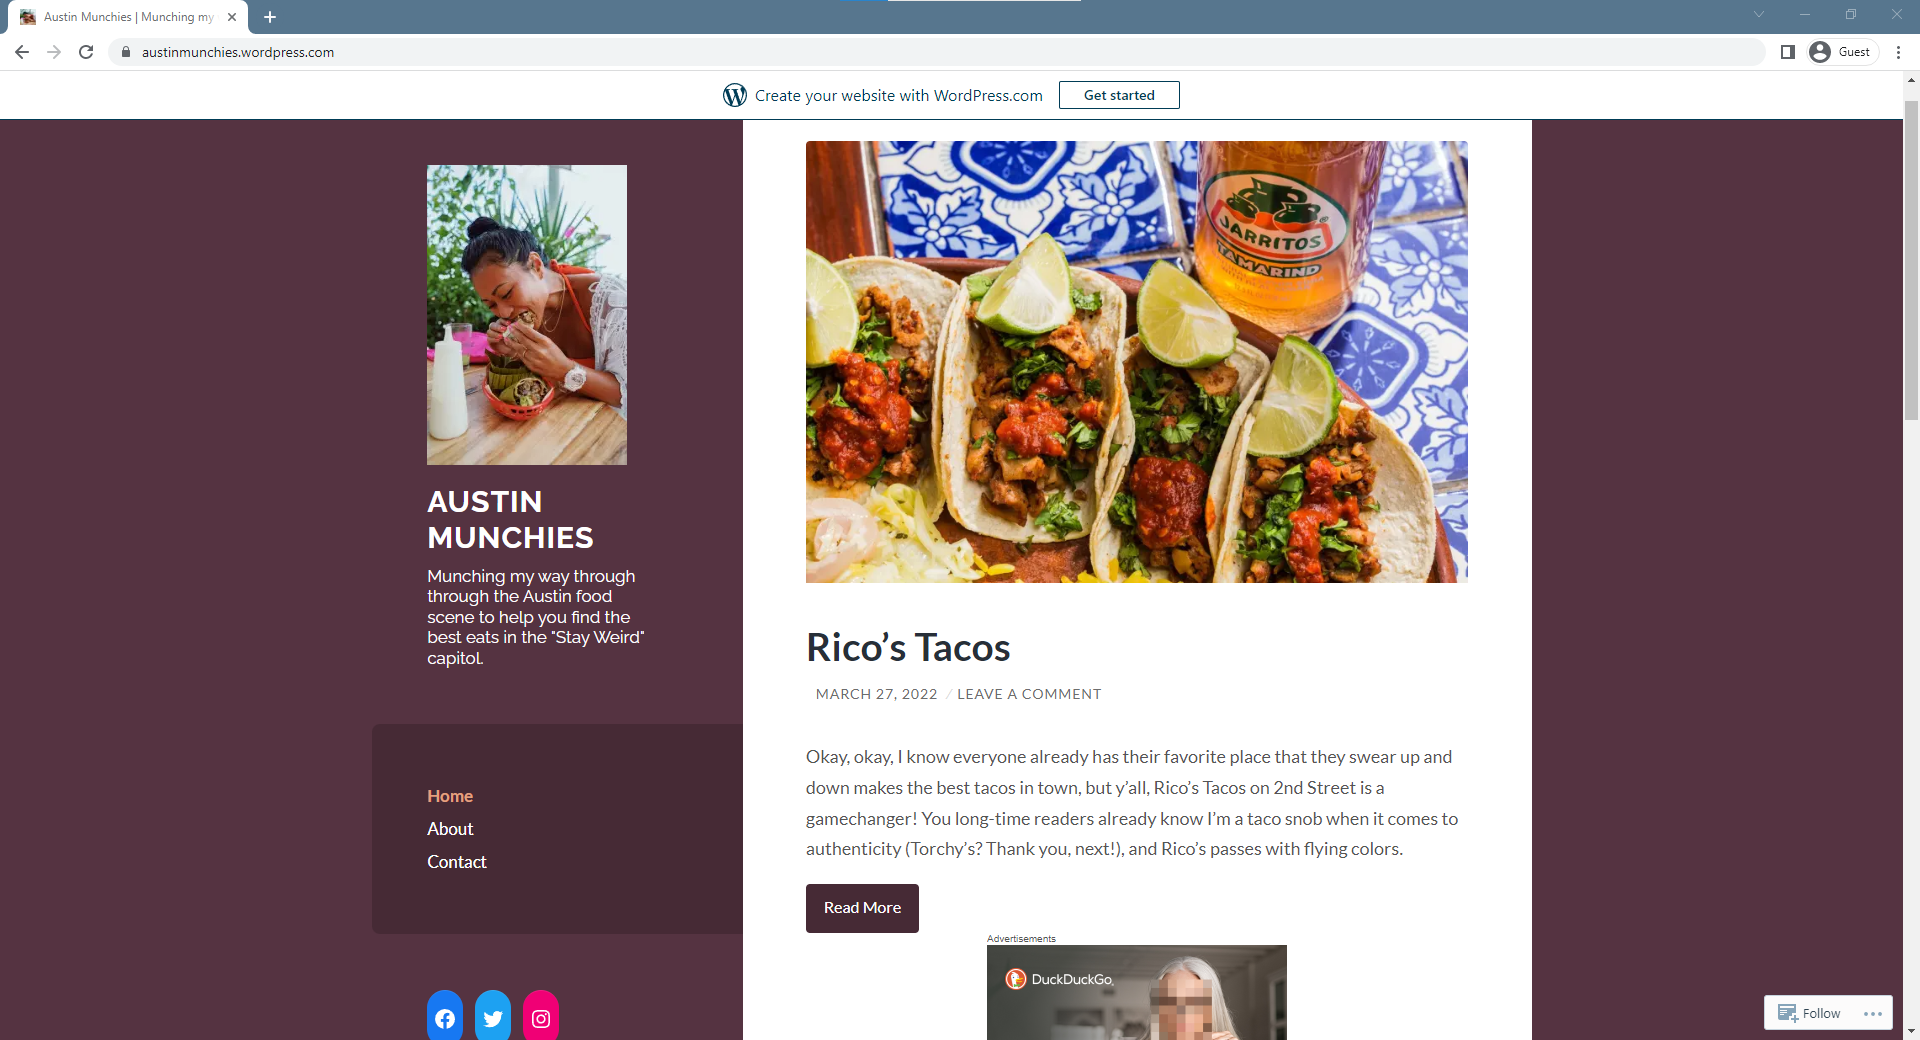 Austin Munchies | Munching my
austinmunchies.wordpress.com
Guest
Create your website with WordPress.com
Get started
JARRITOS
TAMARIND
AUSTIN
MUNCHIES
Munching my way through
through the Austin food
scene to help you find the
best eats in the "Stay Weird"
capitol.
Home
About
Contact
Rico’s Tacos
MARCH 27, 2022 / LEAVE A COMMENT
Okay, okay, I know everyone already has their favorite place that they swear up and
down makes the best tacos in town, but y’all, Rico’s Tacos on 2nd Street is a
gamechanger! You long-time readers already know I’m a taco snob when it comes to
authenticity (Torchy’s? Thank you, next!), and Rico’s passes with flying colors.
Read More
Advertisements
DuckDuckGo.
Follow